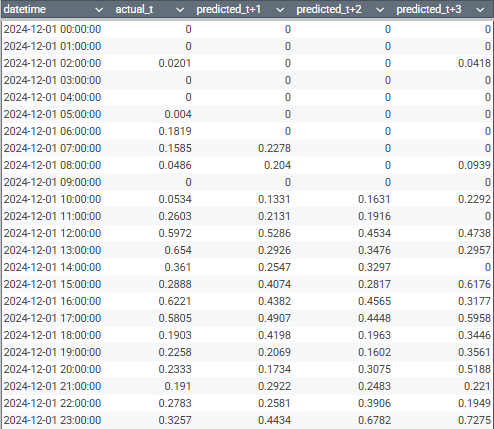 datetime actual_t predicted_t+1 predicted_t+2 predicted_t+3
2024-12-01 00:00:00 0 0 0 0
2024-12-01 01:00:00 0 0 0 0
2024-12-01 02:00:00 0.0201 0 0 0.0418
2024-12-01 03:00:00 0 0 0 0
2024-12-01 04:00:00 0 0 0 0
2024-12-01 05:00:00 0.004 0 0 0
2024-12-01 06:00:00 0.1819 0 0 0
2024-12-01 07:00:00 0.1585 0.2278 0 0
2024-12-01 08:00:00 0.0486 0.204 0 0.0939
2024-12-01 09:00:00 0 0 0 0
2024-12-01 10:00:00 0.0534 0.1331 0.1631 0.2292
2024-12-01 11:00:00 0.2603 0.2131 0.1916 0
2024-12-01 12:00:00 0.5972 0.5286 0.4534 0.4738
2024-12-01 13:00:00 0.654 0.2926 0.3476 0.2957
2024-12-01 14:00:00 0.361 0.2547 0.3297 0
2024-12-01 15:00:00 0.2888 0.4074 0.2817 0.6176
2024-12-01 16:00:00 0.6221 0.4382 0.4565 0.3177
2024-12-01 17:00:00 0.5805 0.4907 0.4448 0.5958
2024-12-01 18:00:00 0.1903 0.4198 0.1963 0.3446
2024-12-01 19:00:00 0.2258 0.2069 0.1602 0.3561
2024-12-01 20:00:00 0.2333 0.1734 0.3075 0.5188
2024-12-01 21:00:00 0.191 0.2922 0.2483 0.221
2024-12-01 22:00:00 0.2783 0.2581 0.3906 0.1949
2024-12-01 23:00:00 0.3257 0.4434 0.6782 0.7275